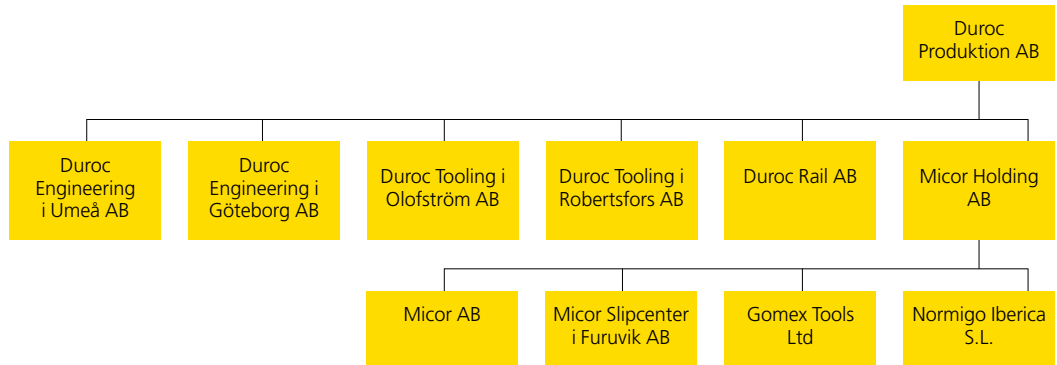 Duroc
Produktion AB
Duroc
Engineering
i Umeå AB
Duroc
Engineering i
Göteborg AB
Duroc Tooling i
Olofström AB
Duroc Tooling i
Robertsfors AB
Duroc Rail AB
Micor Holding
AB
Micor AB
Micor Slipcenter
i Furuvik AB
Gomex Tools
Ltd
Normigo Iberica
S.L.